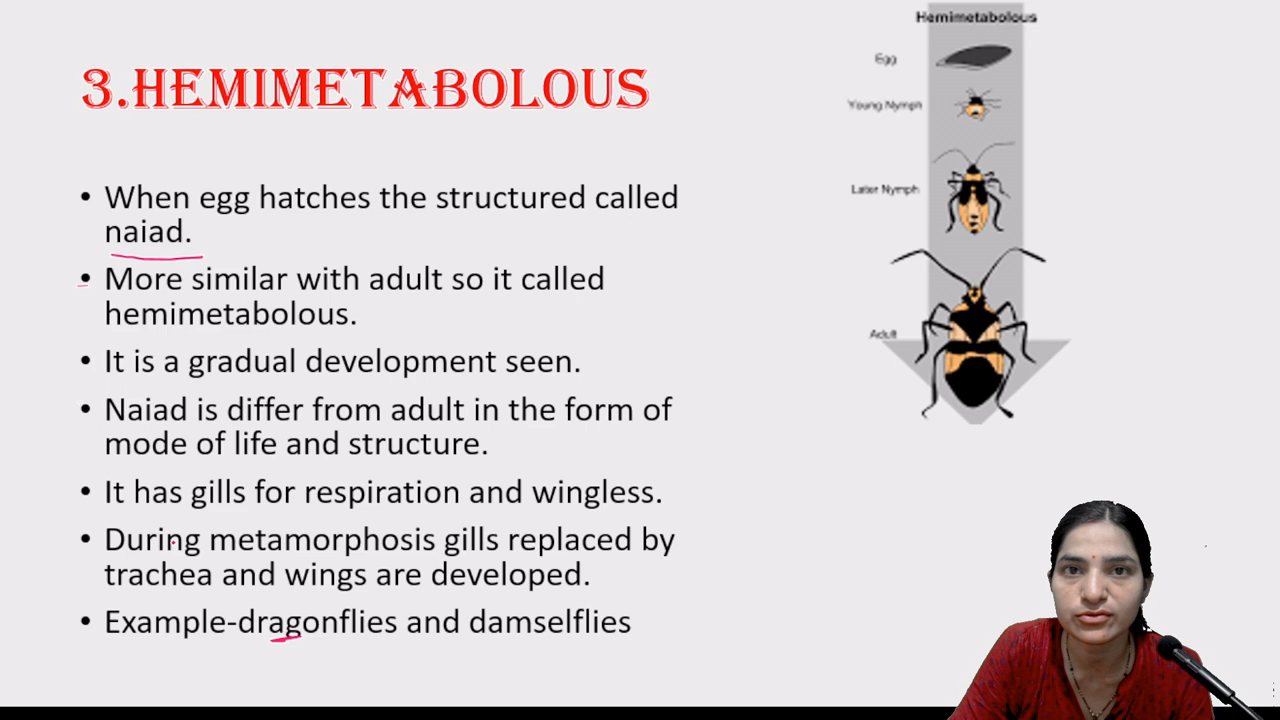 3.HEMIMETABOLOUS
• When egg hatches the structured called
naiad.
• More similar with adult so it called
hemimetabolous.
• It is a gradual development seen.
• Naiad is differ from adult in the form of
mode of life and structure.
• It has gills for respiration and wingless.
• During metamorphosis gills replaced by
trachea and wings are developed.
• Example-dragonflies and damselflies
Hemimetabolous
Egg
Young Nymph
Later Nymph
Adult